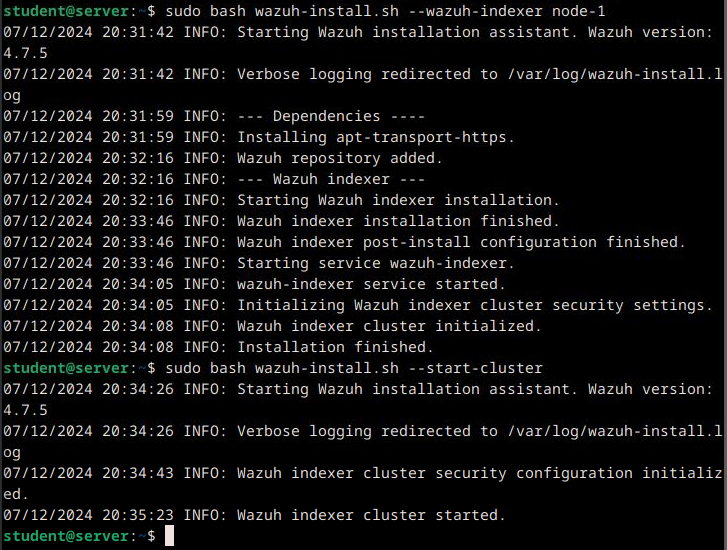 student@server:~$ sudo bash wazuh-install.sh --wazuh-indexer node-1
07/12/2024 20:31:42 INFO: Starting Wazuh installation assistant. Wazuh version:
4.7.5
07/12/2024 20:31:42 INFO: Verbose logging redirected to /var/log/wazuh-install.l
og
07/12/2024 20:31:59 INFO: --- Dependencies ----
07/12/2024 20:31:59 INFO: Installing apt-transport-https.
07/12/2024 20:32:16 INFO: Wazuh repository added.
07/12/2024 20:32:16 INFO: --- Wazuh indexer ---
07/12/2024 20:32:16 INFO: Starting Wazuh indexer installation.
07/12/2024 20:33:46 INFO: Wazuh indexer installation finished.
07/12/2024 20:33:46 INFO: Wazuh indexer post-install configuration finished.
07/12/2024 20:33:46 INFO: Starting service wazuh-indexer.
07/12/2024 20:34:05 INFO: wazuh-indexer service started.
07/12/2024 20:34:05 INFO: Initializing Wazuh indexer cluster security settings.
07/12/2024 20:34:08 INFO: Wazuh indexer cluster initialized.
07/12/2024 20:34:08 INFO: Installation finished.
student@server:~$ sudo bash wazuh-install.sh --start-cluster
07/12/2024 20:34:26 INFO: Starting Wazuh installation assistant. Wazuh version:
4.7.5
07/12/2024 20:34:26 INFO: Verbose logging redirected to /var/log/wazuh-install.l
og
07/12/2024 20:34:43 INFO: Wazuh indexer cluster security configuration initializ
ed.
07/12/2024 20:35:23 INFO: Wazuh indexer cluster started.
student@server:~$